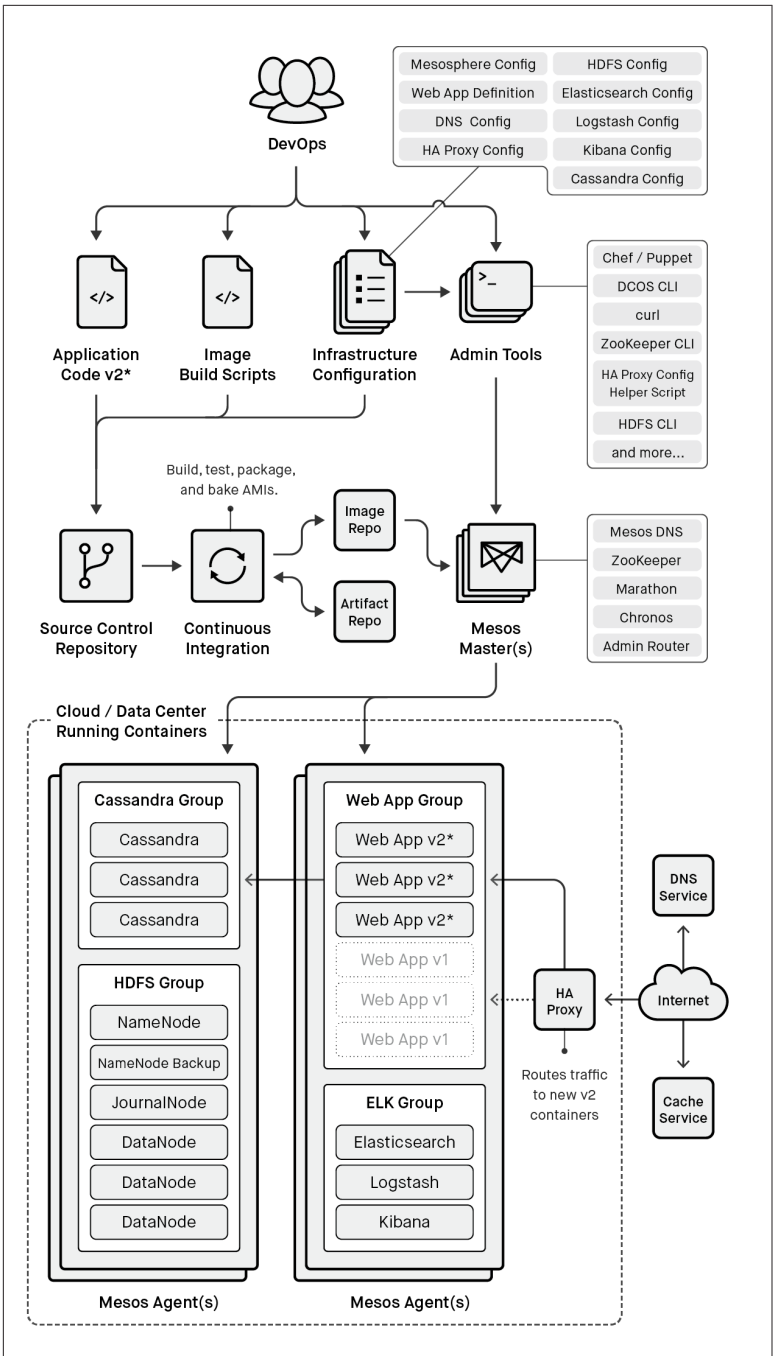 DevOps
Mesosphere Config
Web App Definition
DNS Config
HA Proxy Config
HDFS Config
Elasticsearch Config
Logstash Config
Kibana Config
Cassandra Config
</>
Application
Code v2*
</>
Image
Build Scripts
Infrastructure
Configuration
>_
Admin Tools
Chef / Puppet
DCOS CLI
curl
ZooKeeper CLI
HA Proxy Config
Helper Script
HDFS CLI
and more...
Source Control
Repository
Build, test, package,
and bake AMIs.
Continuous
Integration
Image
Repo
Artifact
Repo
Mesos
Master(s)
Mesos DNS
ZooKeeper
Marathon
Chronos
Admin Router
Cloud / Data Center
Running Containers
Cassandra Group
Cassandra
Cassandra
Cassandra
HDFS Group
NameNode
NameNode Backup
JournalNode
DataNode
DataNode
DataNode
Mesos Agent(s)
Web App Group
Web App v2*
Web App v2*
Web App v2*
Web App v1
Web App v1
Web App v1
ELK Group
Elasticsearch
Logstash
Kibana
Mesos Agent(s)
HA
Proxy
Routes traffic
to new v2
containers
DNS
Service
Internet
Cache
Service